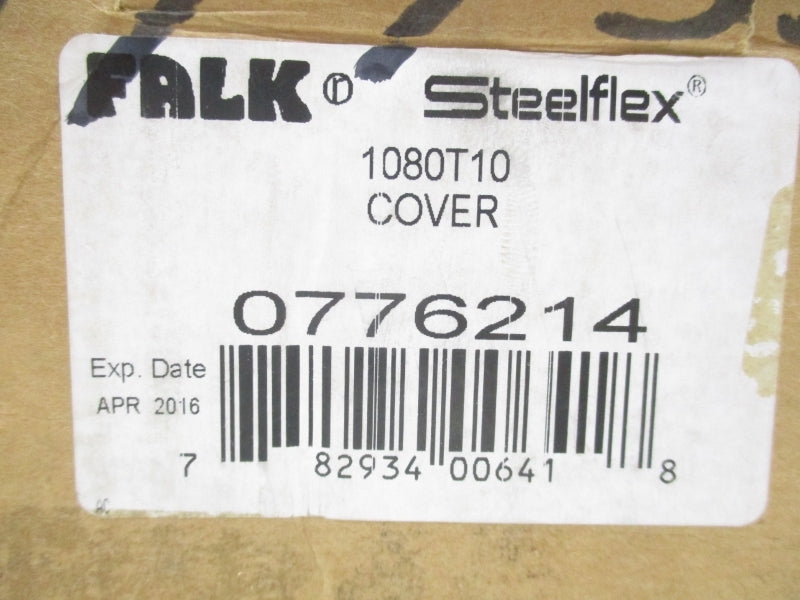 FALK ® Steelflex®
1080T10
COVER
0776214
Exp. Date
APR 2016
7 82934 00641 8